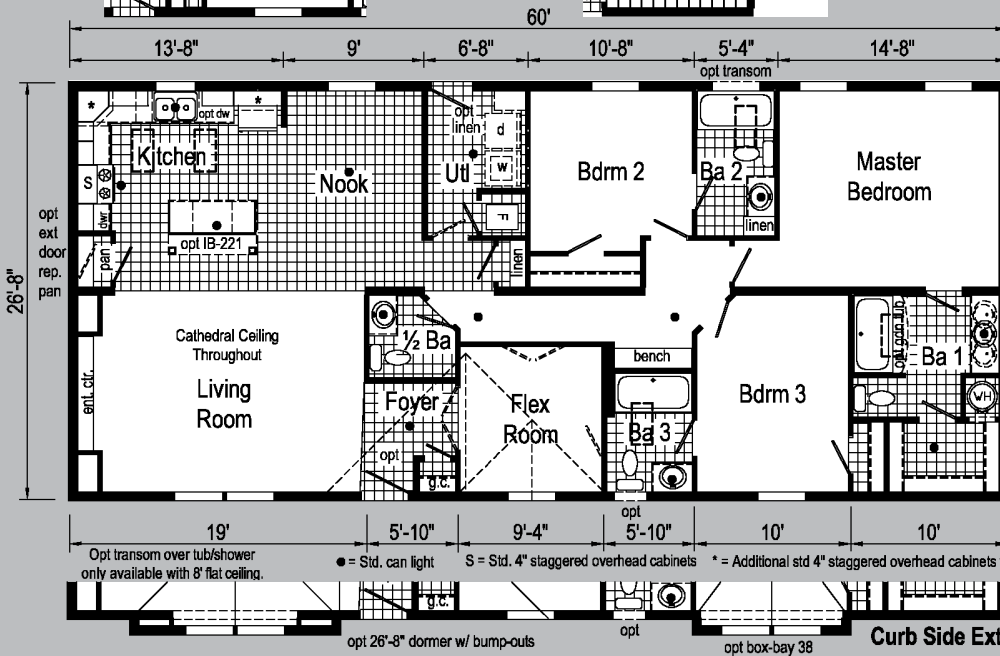 60'
13'-8"
9'
6'-8"
10'-8"
5'-4"
14'-8"
opt transom
*
opt dw
*
opt
linen
d
w
Kitchen
Nook
Utl
Bdrm 2
Ba 2
Master
Bedroom
S
dwr
F
linen
opt
ext
door
rep.
pan
pan
opt IB-221
linen
26'-8"
Cathedral Ceiling
Throughout
½ Ba
bench
opt gdn tub
Ba 1
ent. ctr.
Living
Room
Foyer
Flex
Room
Ba 3
Bdrm 3
WH
opt
g.c.
opt
19'
5'-10"
9'-4"
5'-10"
10'
10'
Opt transom over tub/shower
only available with 8' flat ceiling.
= Std. can light
S = Std. 4" staggered overhead cabinets
* = Additional std 4" staggered overhead cabinets
g.c.
opt
opt 26'-8" dormer w/ bump-outs
opt box-bay 38
Curb Side Ext